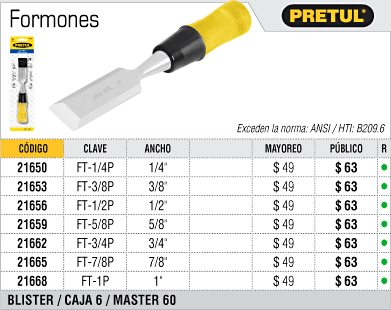 Formones
PRETUL®
PRETUL
PRETUL 1"
Exceden la norma: ANSI / HTI: B209.6
CÓDIGO CLAVE ANCHO MAYOREO PÚBLICO R
21650 FT-1/4P 1/4" $ 49 $ 63
21653 FT-3/8P 3/8" $ 49 $ 63
21656 FT-1/2P 1/2" $ 49 $ 63
21659 FT-5/8P 5/8" $ 49 $ 63
21662 FT-3/4P 3/4" $ 49 $ 63
21665 FT-7/8P 7/8" $ 49 $ 63
21668 FT-1P 1" $ 49 $ 63
BLISTER / CAJA 6 / MASTER 60